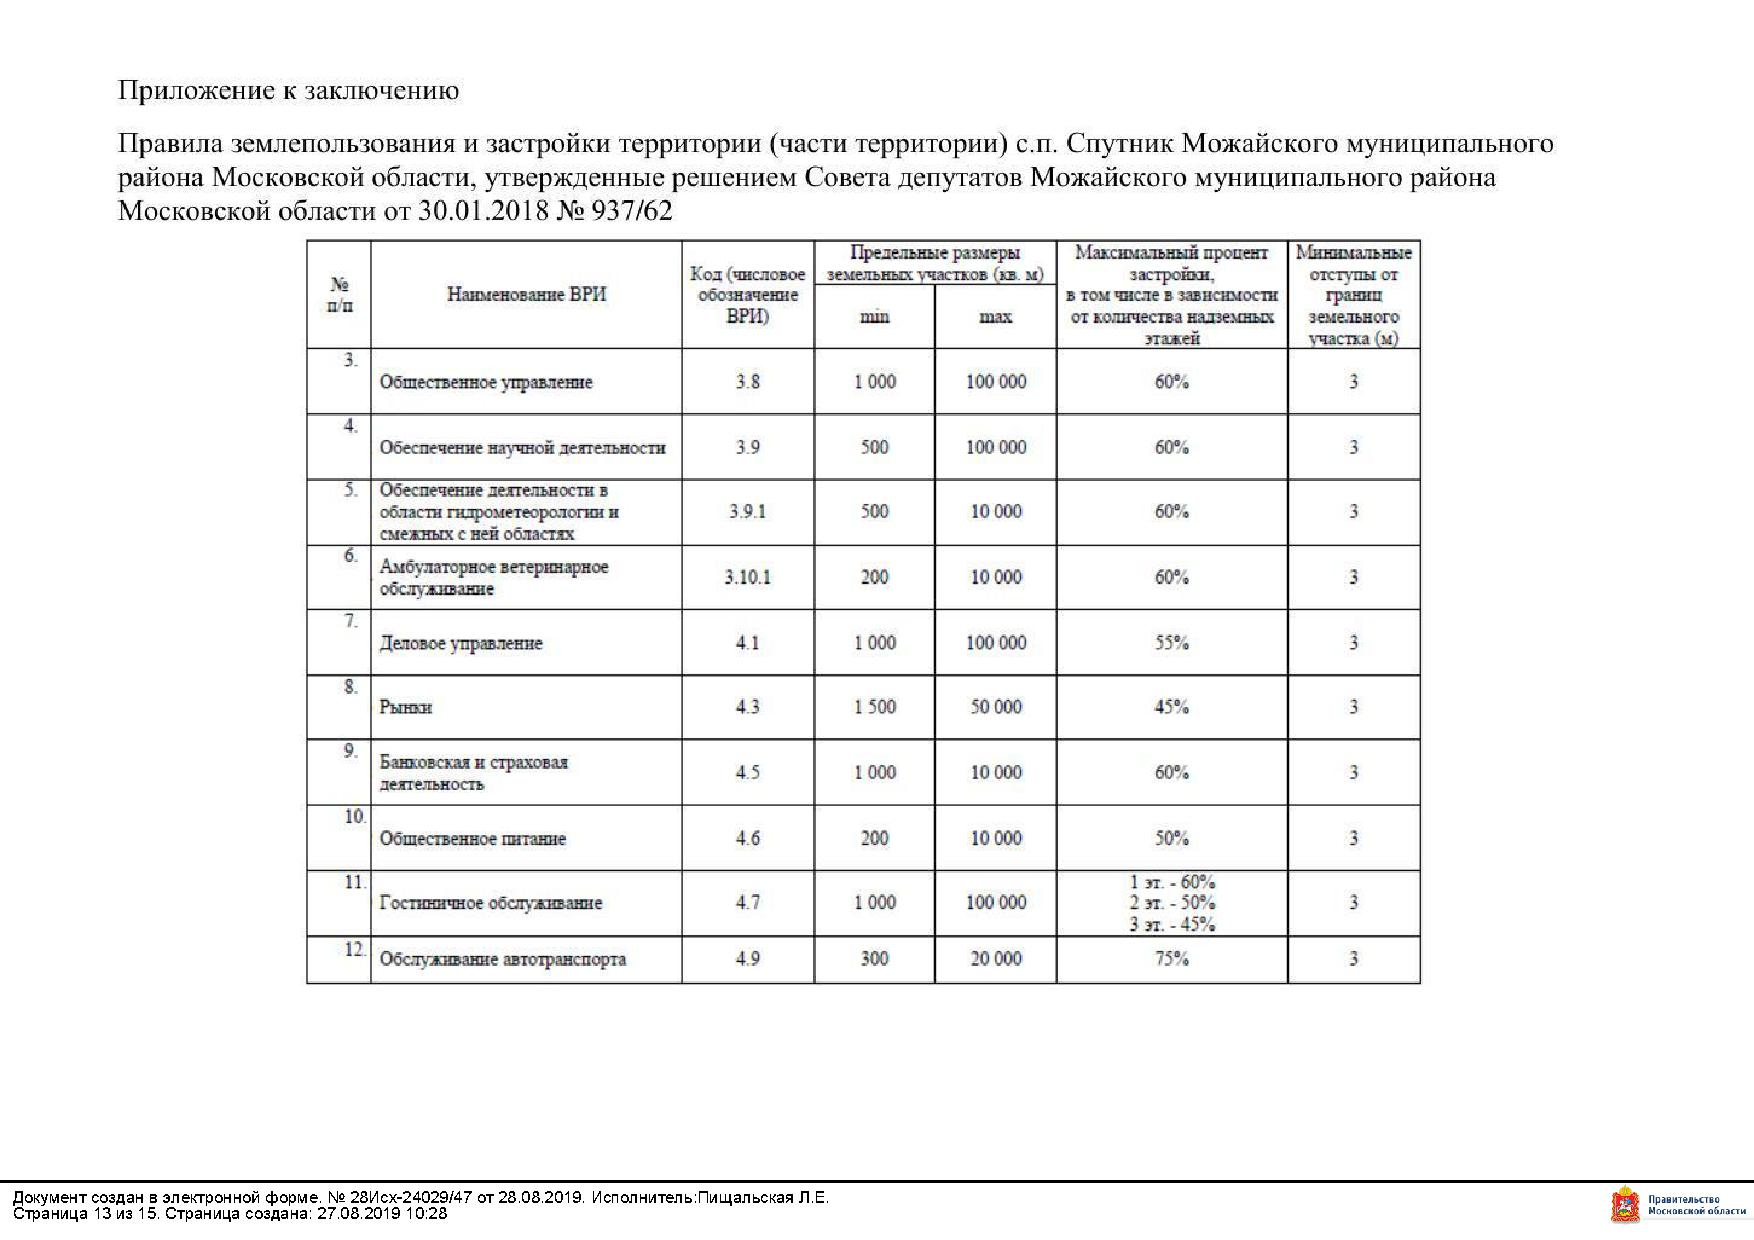 Приложение к заключению
Правила землепользования и застройки территории (части территории) с.п. Спутник Можайского муниципального
района Московской области, утвержденные решением Совета депутатов Можайского муниципального района
Московской области от 30.01.2018 № 937/62
№ п/п Наименование ВРИ Код (числовое обозначение ВРИ) Предельные размеры земельных участков (кв. м) min max Максимальный процент застройки, в том числе в зависимости от количества надземных этажей Минимальные отступы от границ земельного участка (м)
3. Общественное управление 3.8 1 000 100 000 60% 3
4. Обеспечение научной деятельности 3.9 500 100 000 60% 3
5. Обеспечение деятельности в области гидрометеорологии и смежных с ней областях 3.9.1 500 10 000 60% 3
6. Амбулаторное ветеринарное обслуживание 3.10.1 200 10 000 60% 3
7. Деловое управление 4.1 1 000 100 000 55% 3
8. Рынки 4.3 1 500 50 000 45% 3
9. Банковская и страховая деятельность 4.5 1 000 10 000 60% 3
10. Общественное питание 4.6 200 10 000 50% 3
11. Гостиничное обслуживание 4.7 1 000 100 000 1 эт. - 60% 2 эт. - 50% 3 эт. - 45% 3
12. Обслуживание автотранспорта 4.9 300 20 000 75% 3
Документ создан в электронной форме. № 28Исх-24029/47 от 28.08.2019. Исполнитель:Пищальская Л.Е.
Страница 13 из 15. Страница создана: 27.08.2019 10:28
Правительство
Московской области